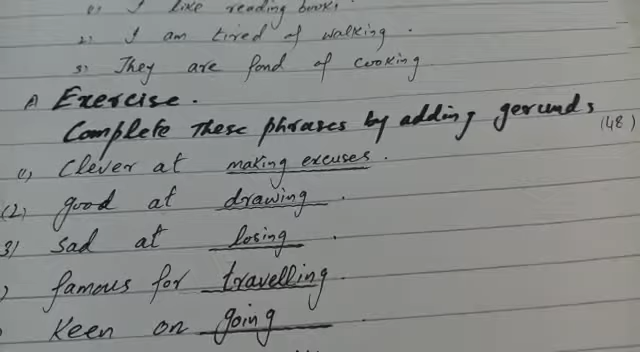 1) I like reading books
2) I am tired of walking.
3) They are fond of cooking
A Exercise.
Complete these phrases by adding gerunds
(48)
(1) Clever at making excuses.
(2) good at drawing.
3) sad at losing.
) famous for travelling.
Keen on going